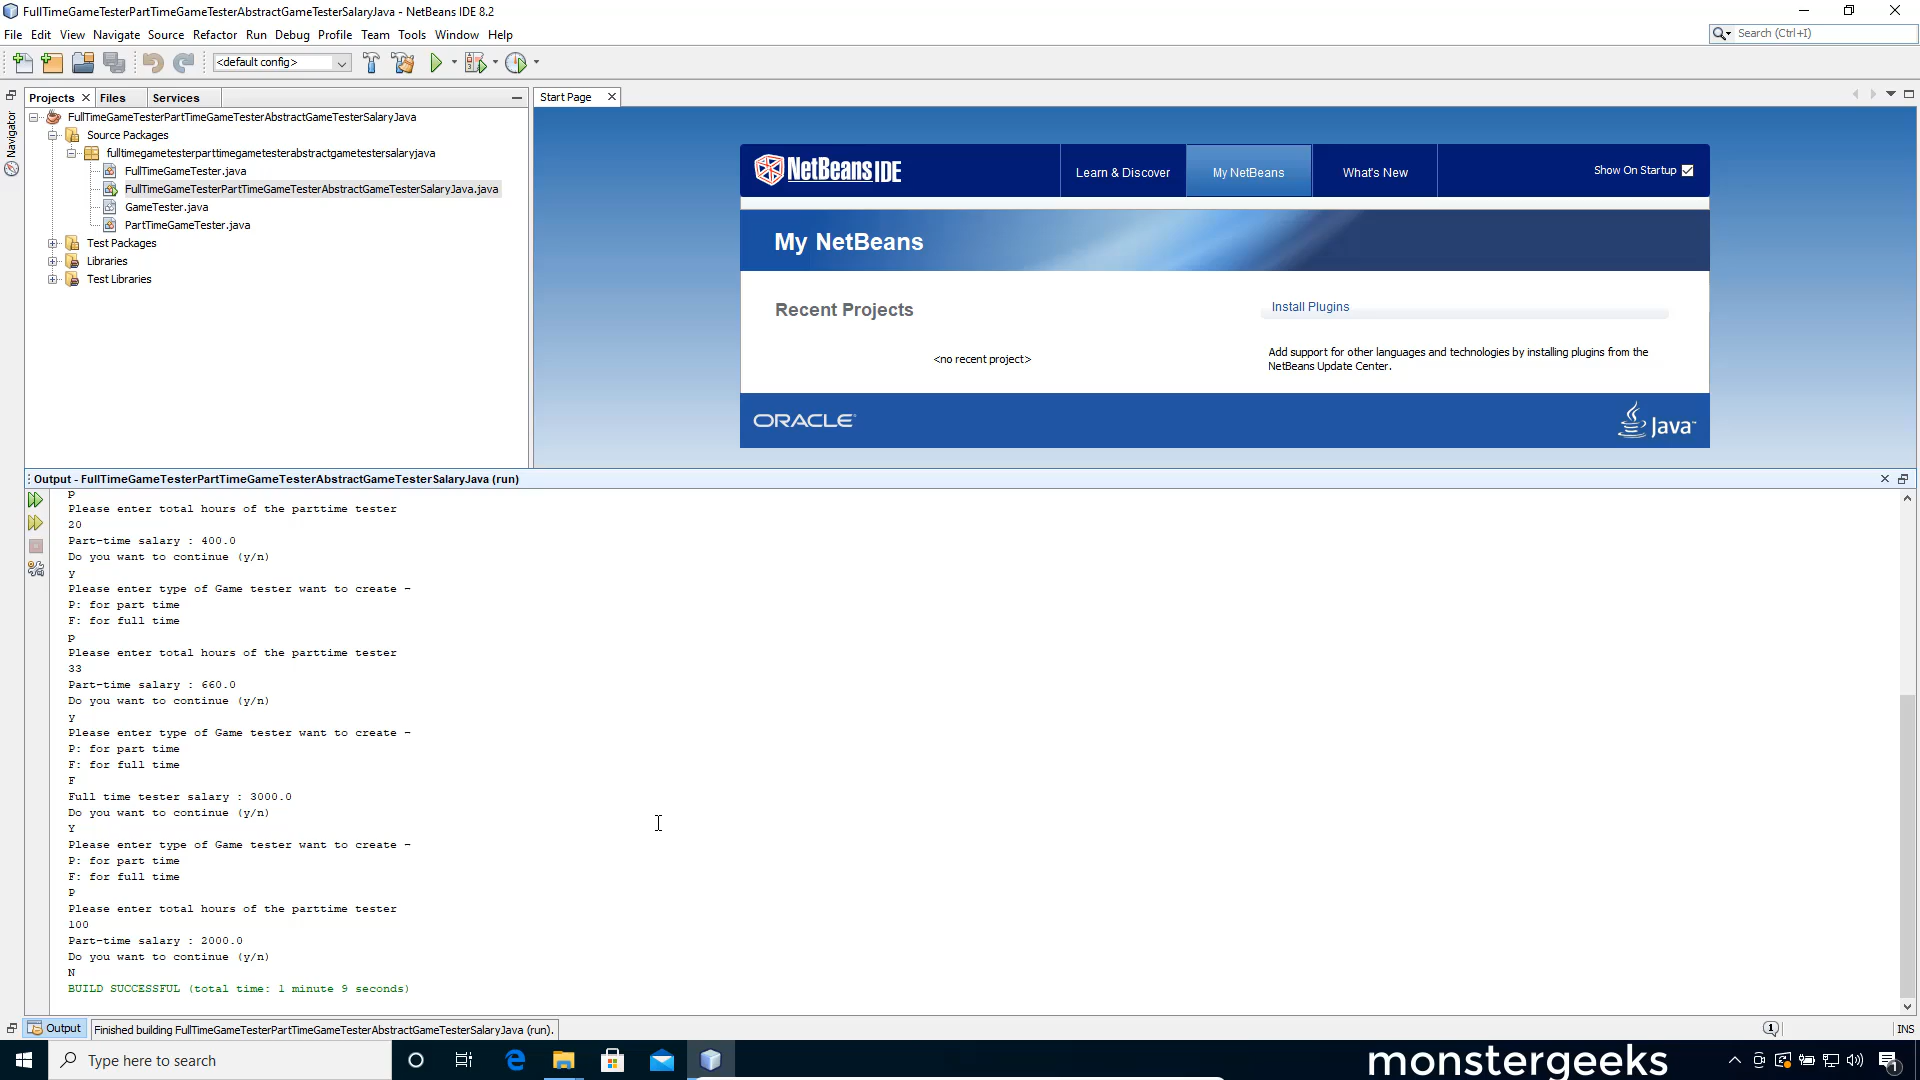 FullTimeGameTesterPartTimeGameTesterAbstractGameTesterSalaryJava - NetBeans IDE 8.2
File Edit View Navigate Source Refactor Run Debug Profile Team Tools Window Help
Search (Ctrl+I)
<default config>
Projects Files Services
Start Page
Navigator
FullTimeGameTesterPartTimeGameTesterAbstractGameTesterSalaryJava
Source Packages
fulltimegametesterparttimegametesterabstractgametestersalaryjava
FullTimeGameTester.java
FullTimeGameTesterPartTimeGameTesterAbstractGameTesterSalaryJava.java
GameTester.java
PartTimeGameTester.java
Test Packages
Libraries
Test Libraries
NetBeans IDE
Learn & Discover My NetBeans What's New
Show On Startup
My NetBeans
Recent Projects
<no recent project>
Install Plugins
Add support for other languages and technologies by installing plugins from the
NetBeans Update Center.
ORACLE
Java
Output - FullTimeGameTesterPartTimeGameTesterAbstractGameTesterSalaryJava (run)
P
Please enter total hours of the parttime tester
20
Part-time salary : 400.0
Do you want to continue (y/n)
y
Please enter type of Game tester want to create -
P: for part time
F: for full time
p
Please enter total hours of the parttime tester
33
Part-time salary : 660.0
Do you want to continue (y/n)
y
Please enter type of Game tester want to create -
P: for part time
F: for full time
F
Full time tester salary : 3000.0
Do you want to continue (y/n)
Y
Please enter type of Game tester want to create -
P: for part time
F: for full time
P
Please enter total hours of the parttime tester
100
Part-time salary : 2000.0
Do you want to continue (y/n)
N
BUILD SUCCESSFUL (total time: 1 minute 9 seconds)
Output
Finished building FullTimeGameTesterPartTimeGameTesterAbstractGameTesterSalaryJava (run).
1
INS
Type here to search
monstergeeks
1